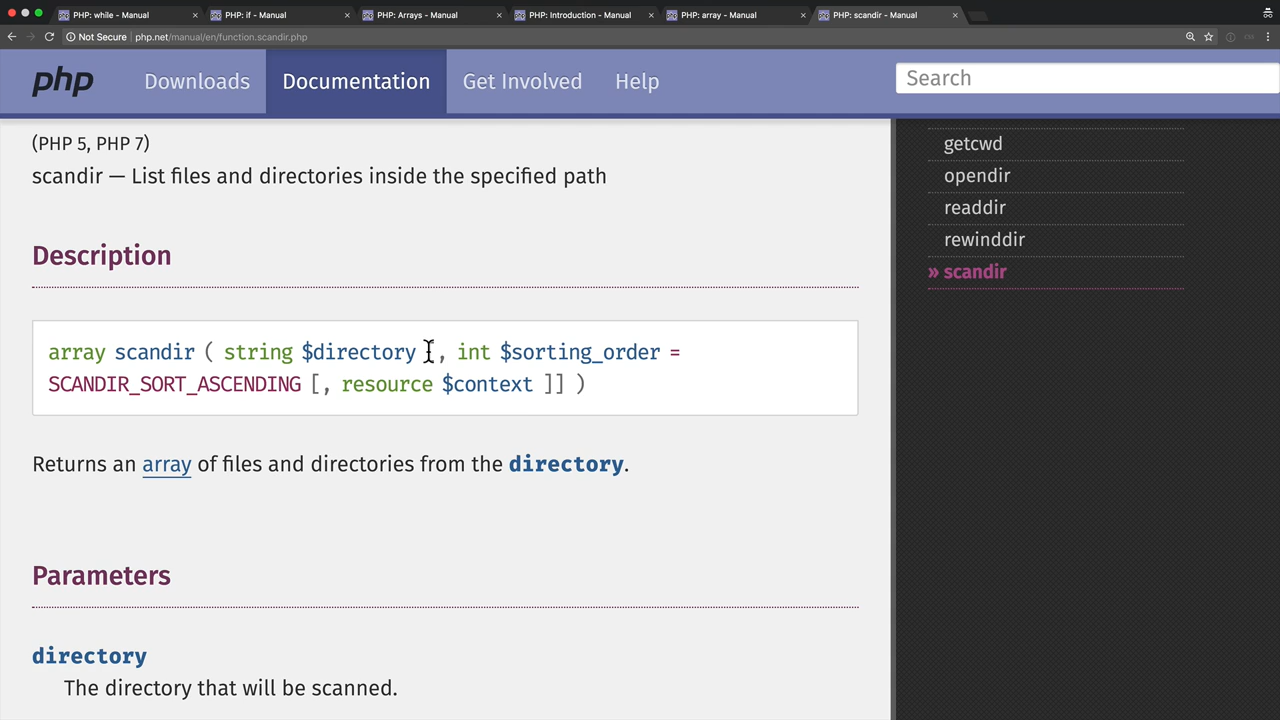 PHP: while - Manual
PHP: if - Manual
PHP: Arrays - Manual
PHP: Introduction - Manual
PHP: array - Manual
PHP: scandir - Manual
Not Secure | php.net/manual/en/function.scandir.php
php
Downloads
Documentation
Get Involved
Help
Search
(PHP 5, PHP 7)
scandir — List files and directories inside the specified path
Description
array scandir ( string $directory [, int $sorting_order =
SCANDIR_SORT_ASCENDING [, resource $context ]] )
Returns an array of files and directories from the directory.
Parameters
directory
The directory that will be scanned.
getcwd
opendir
readdir
rewinddir
» scandir